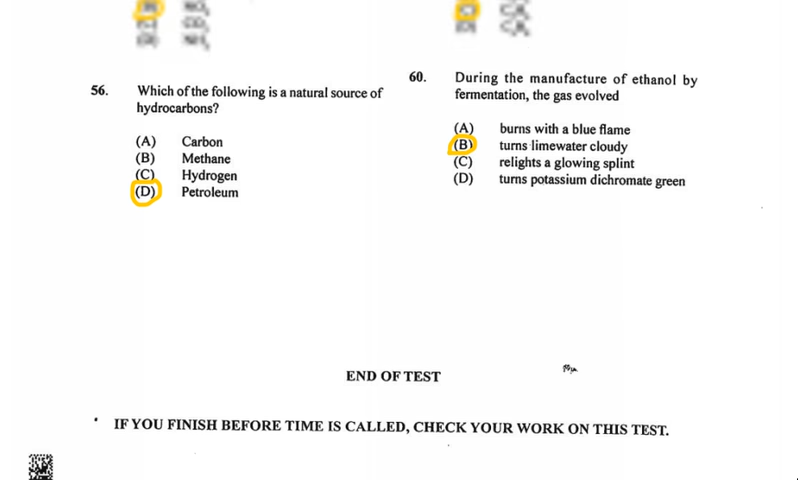 56. Which of the following is a natural source of
hydrocarbons?
(A) Carbon
(B) Methane
(C) Hydrogen
(D) Petroleum
60. During the manufacture of ethanol by
fermentation, the gas evolved
(A) burns with a blue flame
(B) turns limewater cloudy
(C) relights a glowing splint
(D) turns potassium dichromate green
END OF TEST
IF YOU FINISH BEFORE TIME IS CALLED, CHECK YOUR WORK ON THIS TEST.